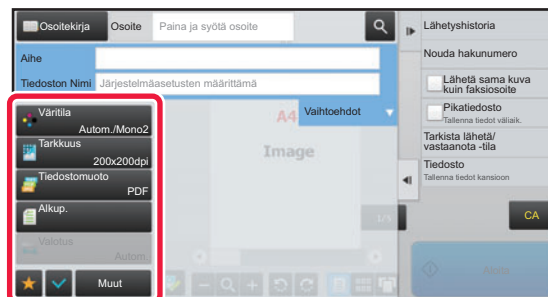 Osoitekirja
Osoite
Paina ja syötä osoite
Aihe
Tiedoston Nimi
Järjestelmäasetusten määrittämä
Väritila
Autom./Mono2
Tarkkuus
200x200dpi
Tiedostomuoto
PDF
Alkup.
Valotus
Autom.
Muut
Vaihtoehdot
A4
Image
1/1
Lähetyshistoria
Nouda hakunumero
Lähetä sama kuva
kuin faksiosoite
Pikatiedosto
Tallenna tiedot väliaik.
Tarkista lähetä/
vastaanota -tila
Tiedosto
Tallenna tiedot kansioon
CA